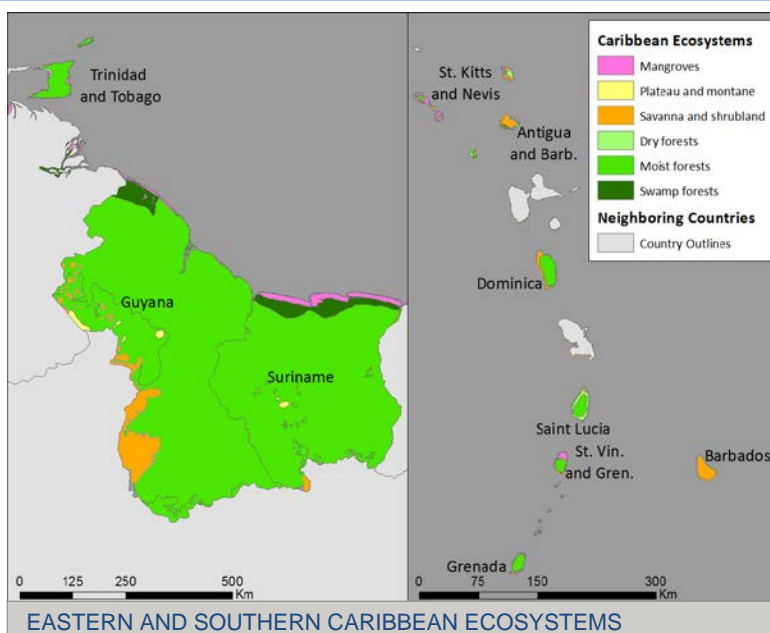 Trinidad
and Tobago
Guyana
Suriname
0 125 250 500
Km
St. Kitts
and Nevis
Antigua
and Barb.
Dominica
Saint Lucia
St. Vin.
and Gren.
Barbados
Grenada
0 75 150 300
Km
Caribbean Ecosystems
Mangroves
Plateau and montane
Savanna and shrubland
Dry forests
Moist forests
Swamp forests
Neighboring Countries
Country Outlines
EASTERN AND SOUTHERN CARIBBEAN ECOSYSTEMS